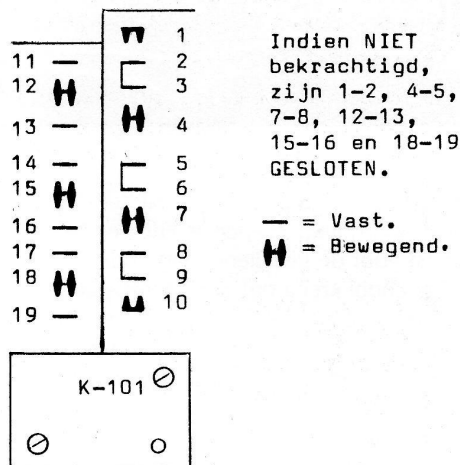 1
11 2
12 3
13 4
14 5
15 6
16 7
17 8
18 9
19 10
K-101
Indien NIET
bekrachtigd,
zijn 1-2, 4-5,
7-8, 12-13,
15-16 en 18-19
GESLOTEN.
— = Vast.
= Bewegend.